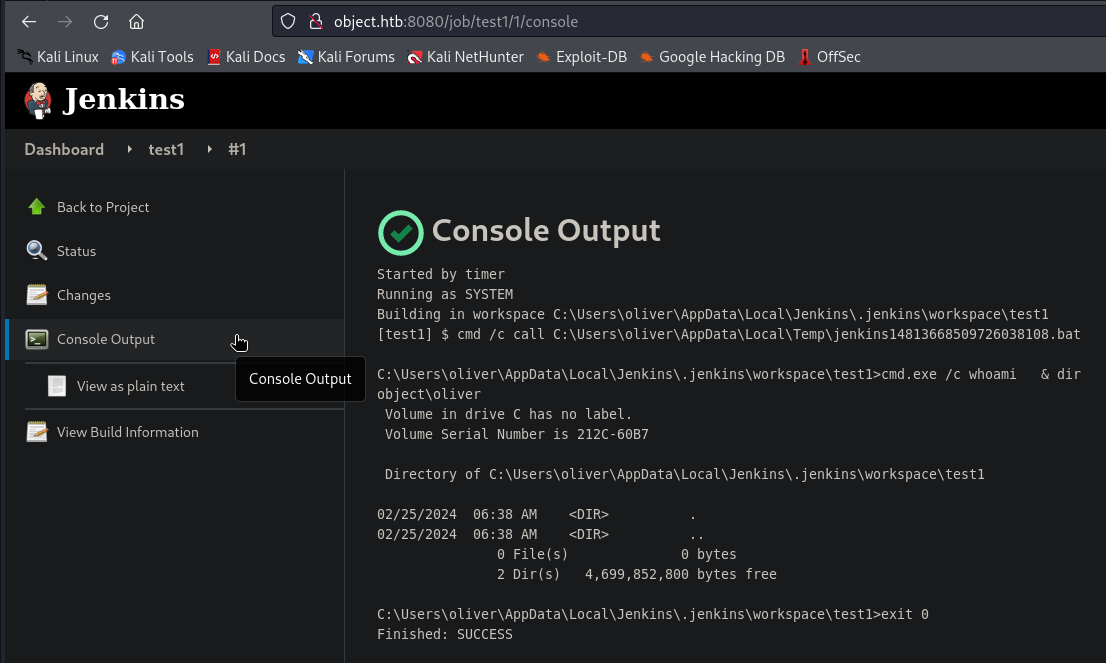 object.htb:8080/job/test1/1/console
Kali Linux Kali Tools Kali Docs Kali Forums Kali NetHunter Exploit-DB Google Hacking DB OffSec
Jenkins
Dashboard test1 #1
Back to Project
Status
Changes
Console Output
View as plain text
Console Output
View Build Information
Console Output
Started by timer
Running as SYSTEM
Building in workspace C:\Users\oliver\AppData\Local\Jenkins\.jenkins\workspace\test1
[test1] $ cmd /c call C:\Users\oliver\AppData\Local\Temp\jenkins14813668509726038108.bat
C:\Users\oliver\AppData\Local\Jenkins\.jenkins\workspace\test1>cmd.exe /c whoami   & dir
object\oliver
 Volume in drive C has no label.
 Volume Serial Number is 212C-60B7
 Directory of C:\Users\oliver\AppData\Local\Jenkins\.jenkins\workspace\test1
02/25/2024  06:38 AM    <DIR>          .
02/25/2024  06:38 AM    <DIR>          ..
               0 File(s)              0 bytes
               2 Dir(s)   4,699,852,800 bytes free
C:\Users\oliver\AppData\Local\Jenkins\.jenkins\workspace\test1>exit 0
Finished: SUCCESS